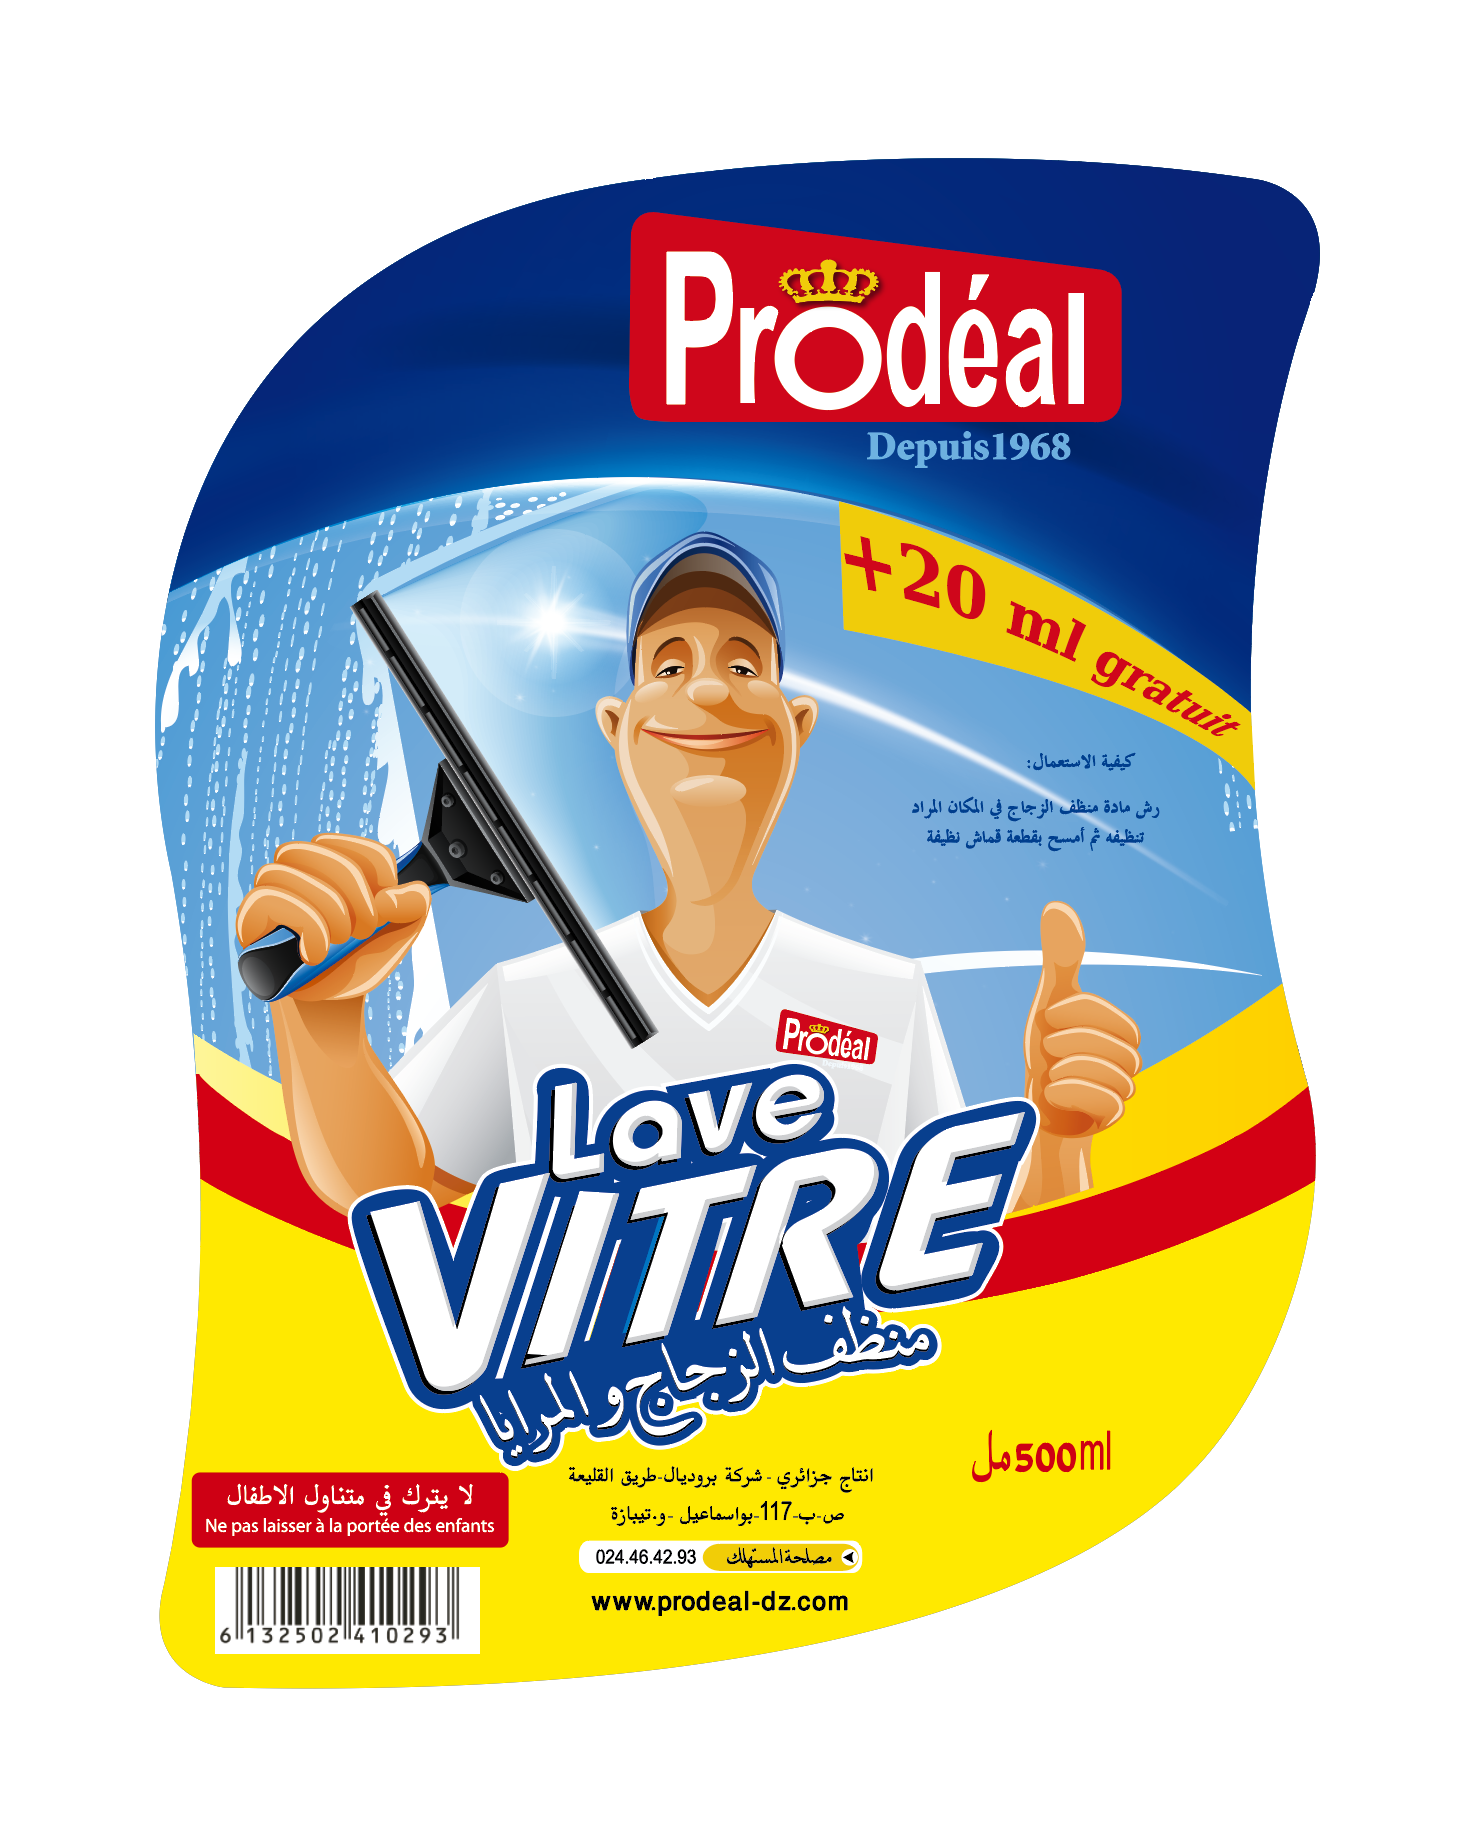 Prodéal
Depuis1968
+20 ml gratuit
كيفية الاستعمال:
رش مادة منظف الزجاج في المكان المراد
تنظيفه ثم أمسح بقطعة قماش نظيفة
Prodéal
Lave
VITRE
منظف الزجاج و المرايا
500ml مل
انتاج جزائري - شركة بروديال-طريق القليعة
ص-ب-117-بواسماعيل -و.تيبازة
مصلحة المستهلك 024.46.42.93
www.prodeal-dz.com
لا يترك في متناول الاطفال
Ne pas laisser à la portée des enfants
6 132502 410293